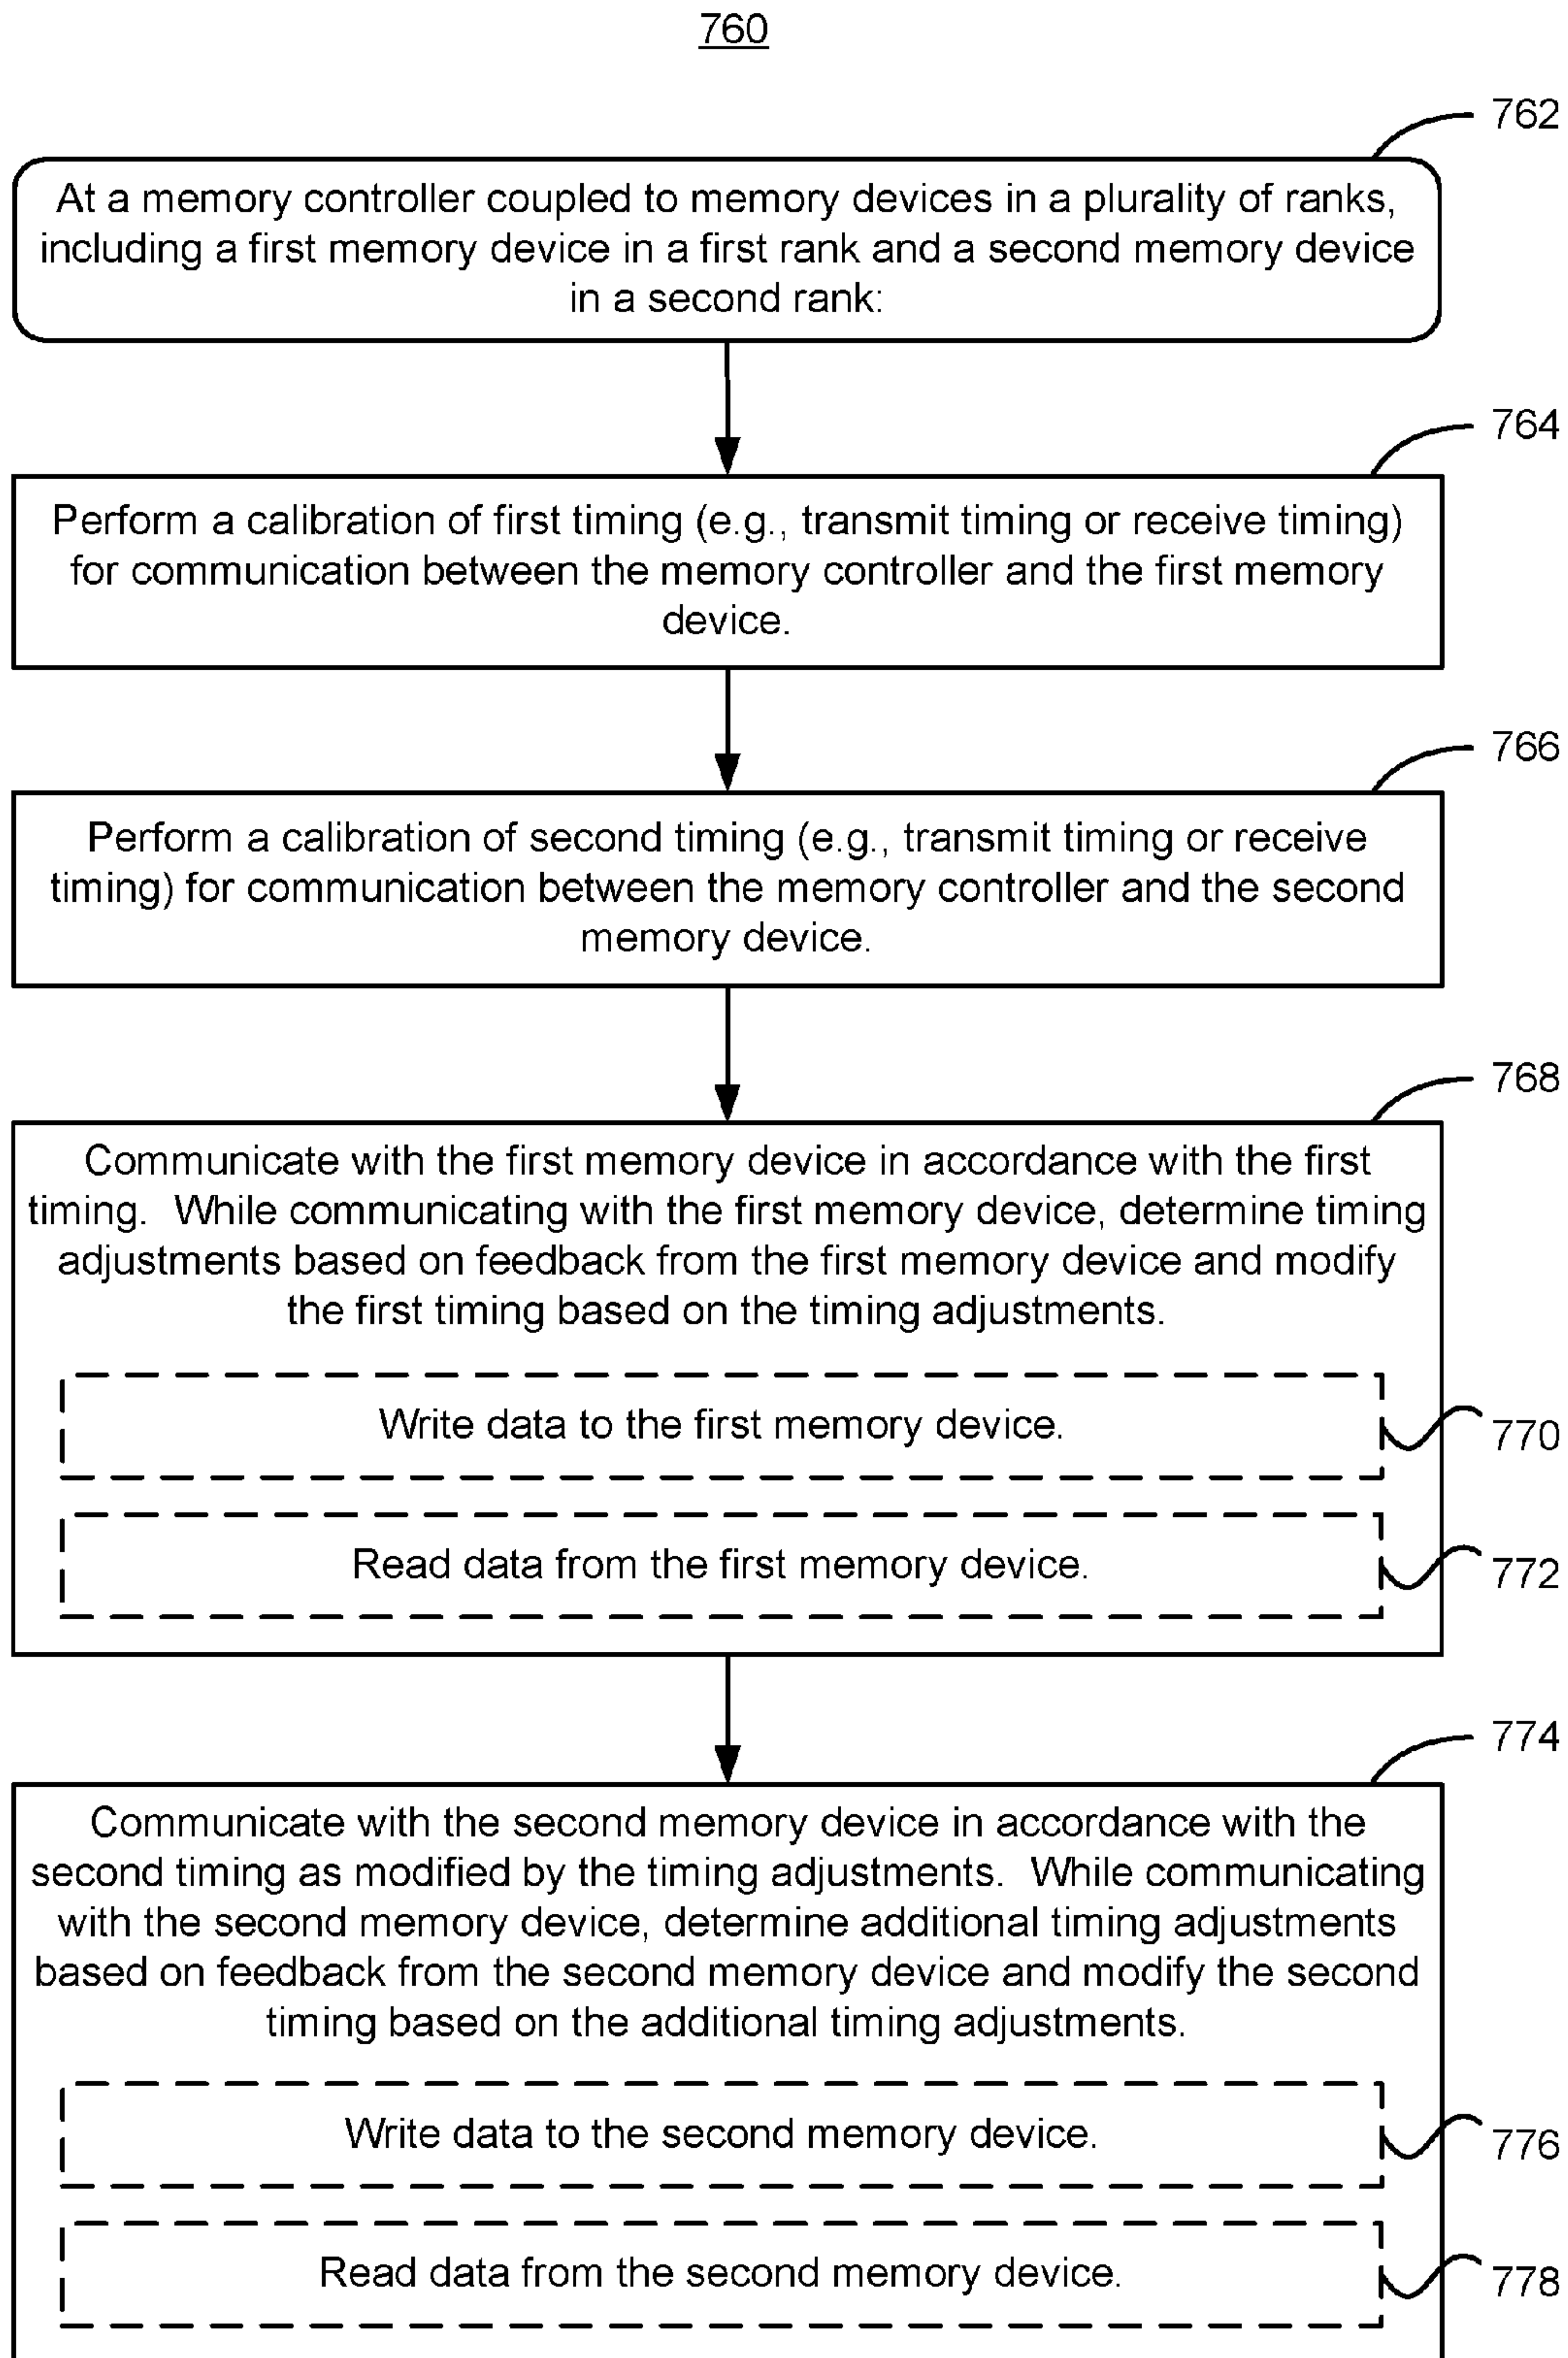 760
762
At a memory controller coupled to memory devices in a plurality of ranks,
including a first memory device in a first rank and a second memory device
in a second rank:
764
Perform a calibration of first timing (e.g., transmit timing or receive timing)
for communication between the memory controller and the first memory
device.
766
Perform a calibration of second timing (e.g., transmit timing or receive
timing) for communication between the memory controller and the second
memory device.
768
Communicate with the first memory device in accordance with the first
timing.  While communicating with the first memory device, determine timing
adjustments based on feedback from the first memory device and modify
the first timing based on the timing adjustments.
Write data to the first memory device.
770
Read data from the first memory device.
772
774
Communicate with the second memory device in accordance with the
second timing as modified by the timing adjustments.  While communicating
with the second memory device, determine additional timing adjustments
based on feedback from the second memory device and modify the second
timing based on the additional timing adjustments.
Write data to the second memory device.
776
Read data from the second memory device.
778